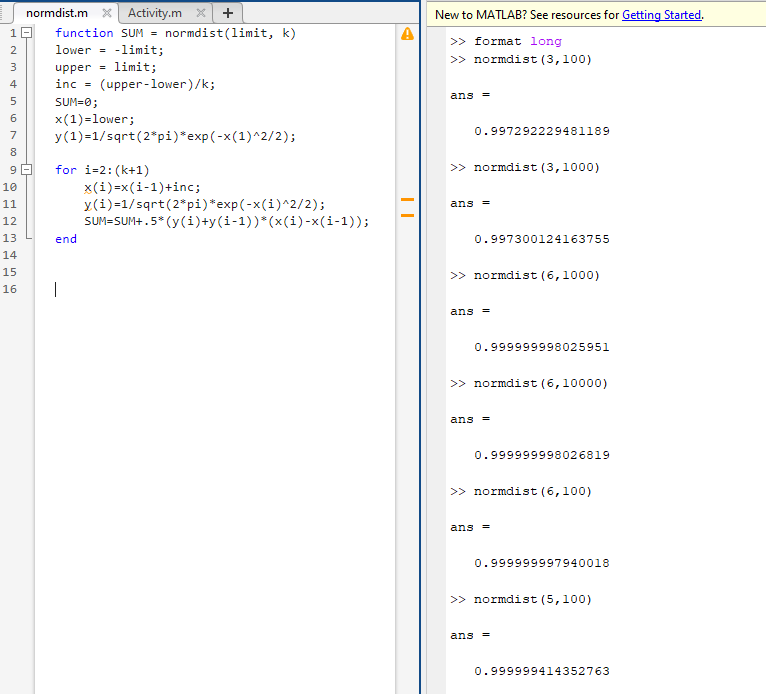 normdist.m × Activity.m × +
1 function SUM = normdist(limit, k)
2 lower = -limit;
3 upper = limit;
4 inc = (upper-lower)/k;
5 SUM=0;
6 x(1)=lower;
7 y(1)=1/sqrt(2*pi)*exp(-x(1)^2/2);
8
9 for i=2:(k+1)
10 x(i)=x(i-1)+inc;
11 y(i)=1/sqrt(2*pi)*exp(-x(i)^2/2);
12 SUM=SUM+.5*(y(i)+y(i-1))*(x(i)-x(i-1));
13 end
14
15
16
New to MATLAB? See resources for Getting Started.
>> format long
>> normdist(3,100)
ans =
0.997292229481189
>> normdist(3,1000)
ans =
0.997300124163755
>> normdist(6,1000)
ans =
0.999999998025951
>> normdist(6,10000)
ans =
0.999999998026819
>> normdist(6,100)
ans =
0.999999997940018
>> normdist(5,100)
ans =
0.999999414352763